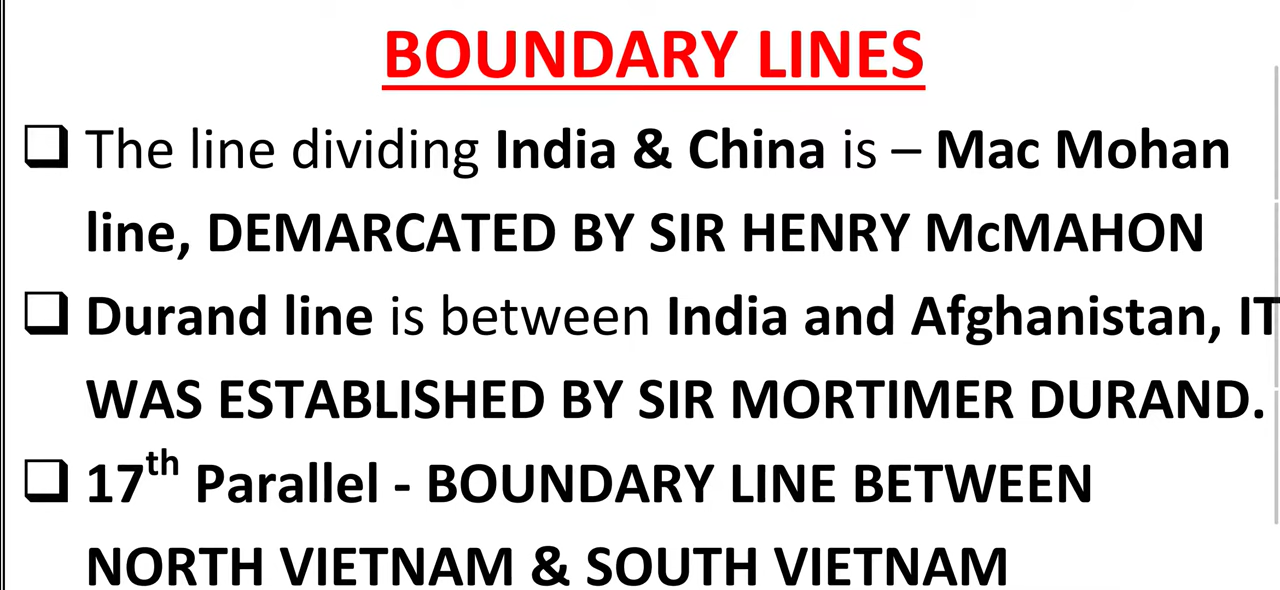 BOUNDARY LINES
❑ The line dividing India & China is – Mac Mohan
line, DEMARCATED BY SIR HENRY McMAHON
❑ Durand line is between India and Afghanistan, IT
WAS ESTABLISHED BY SIR MORTIMER DURAND.
❑ 17th Parallel - BOUNDARY LINE BETWEEN
NORTH VIETNAM & SOUTH VIETNAM